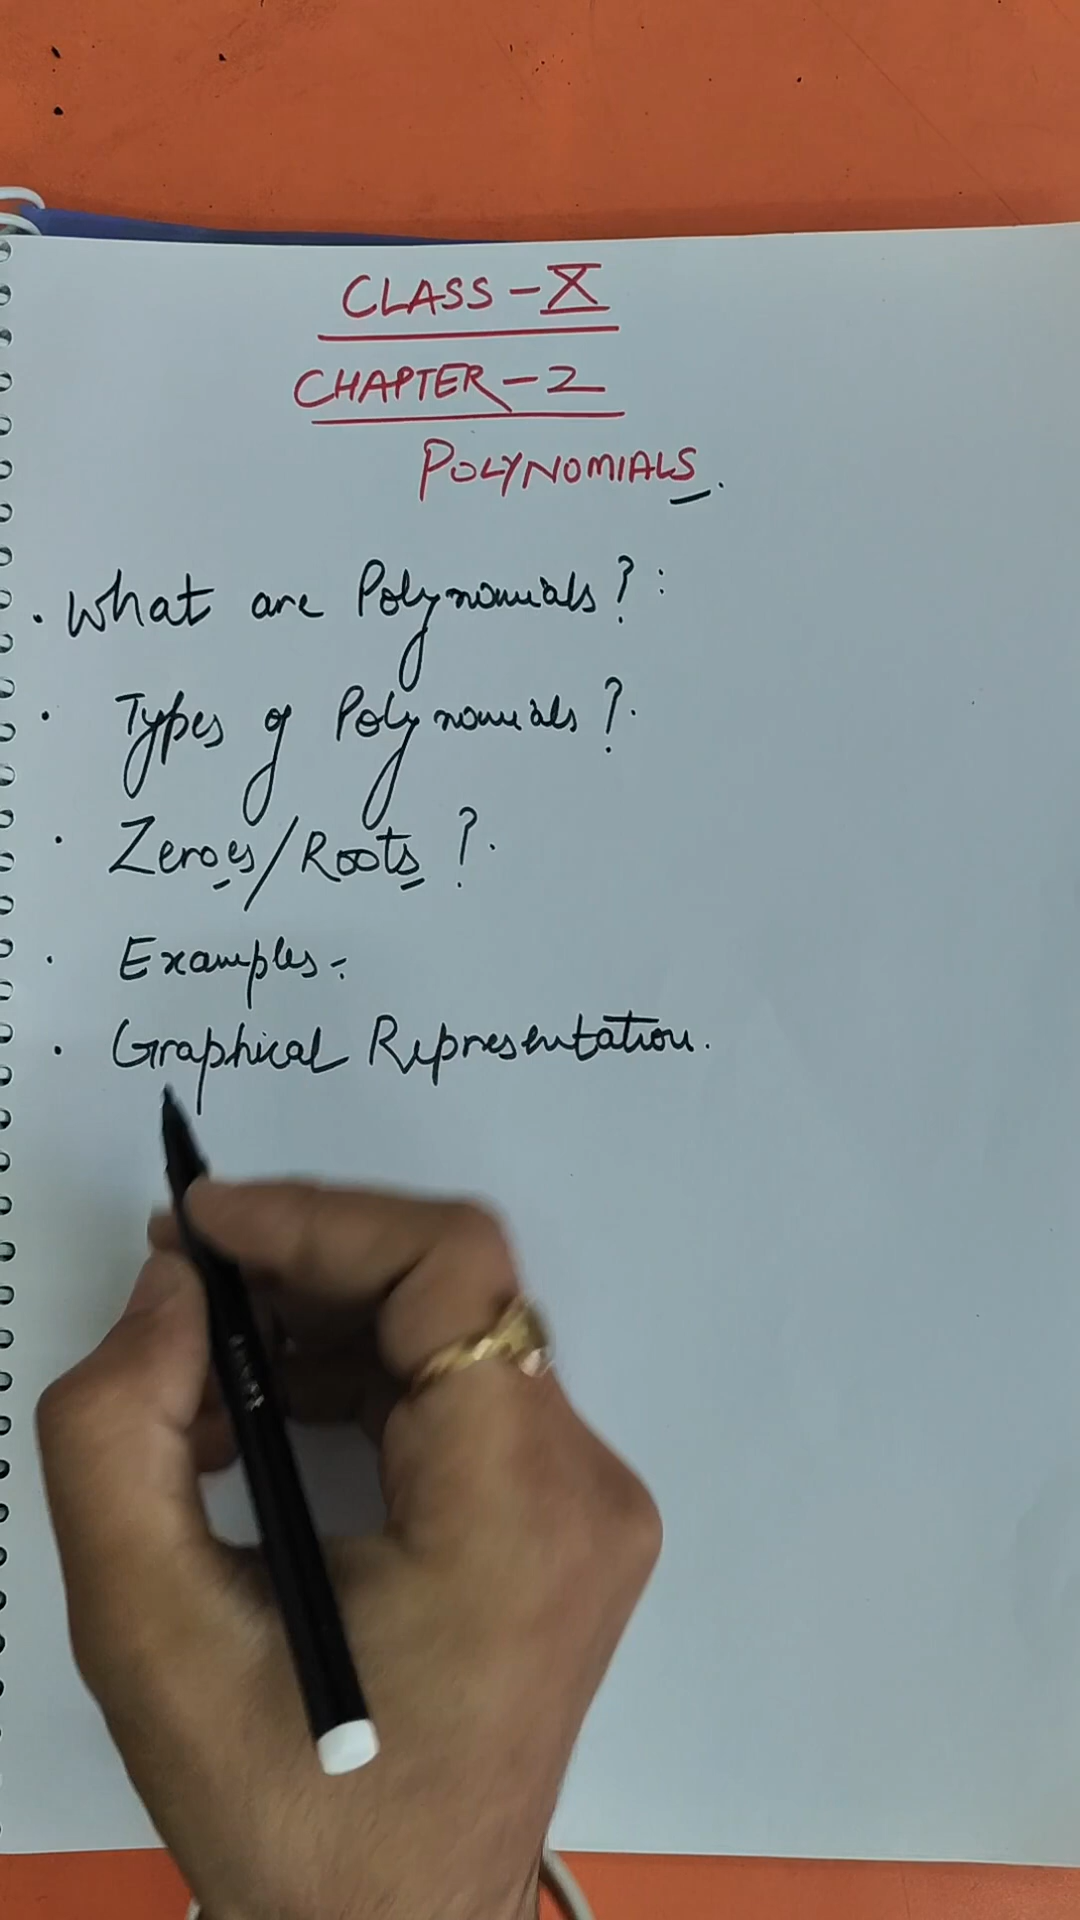 CLASS - X
CHAPTER - 2
POLYNOMIALS.
. What are Polynomials? :
. Types of Polynomials?.
. Zeroes/Roots?.
. Examples :
. Graphical Representation.